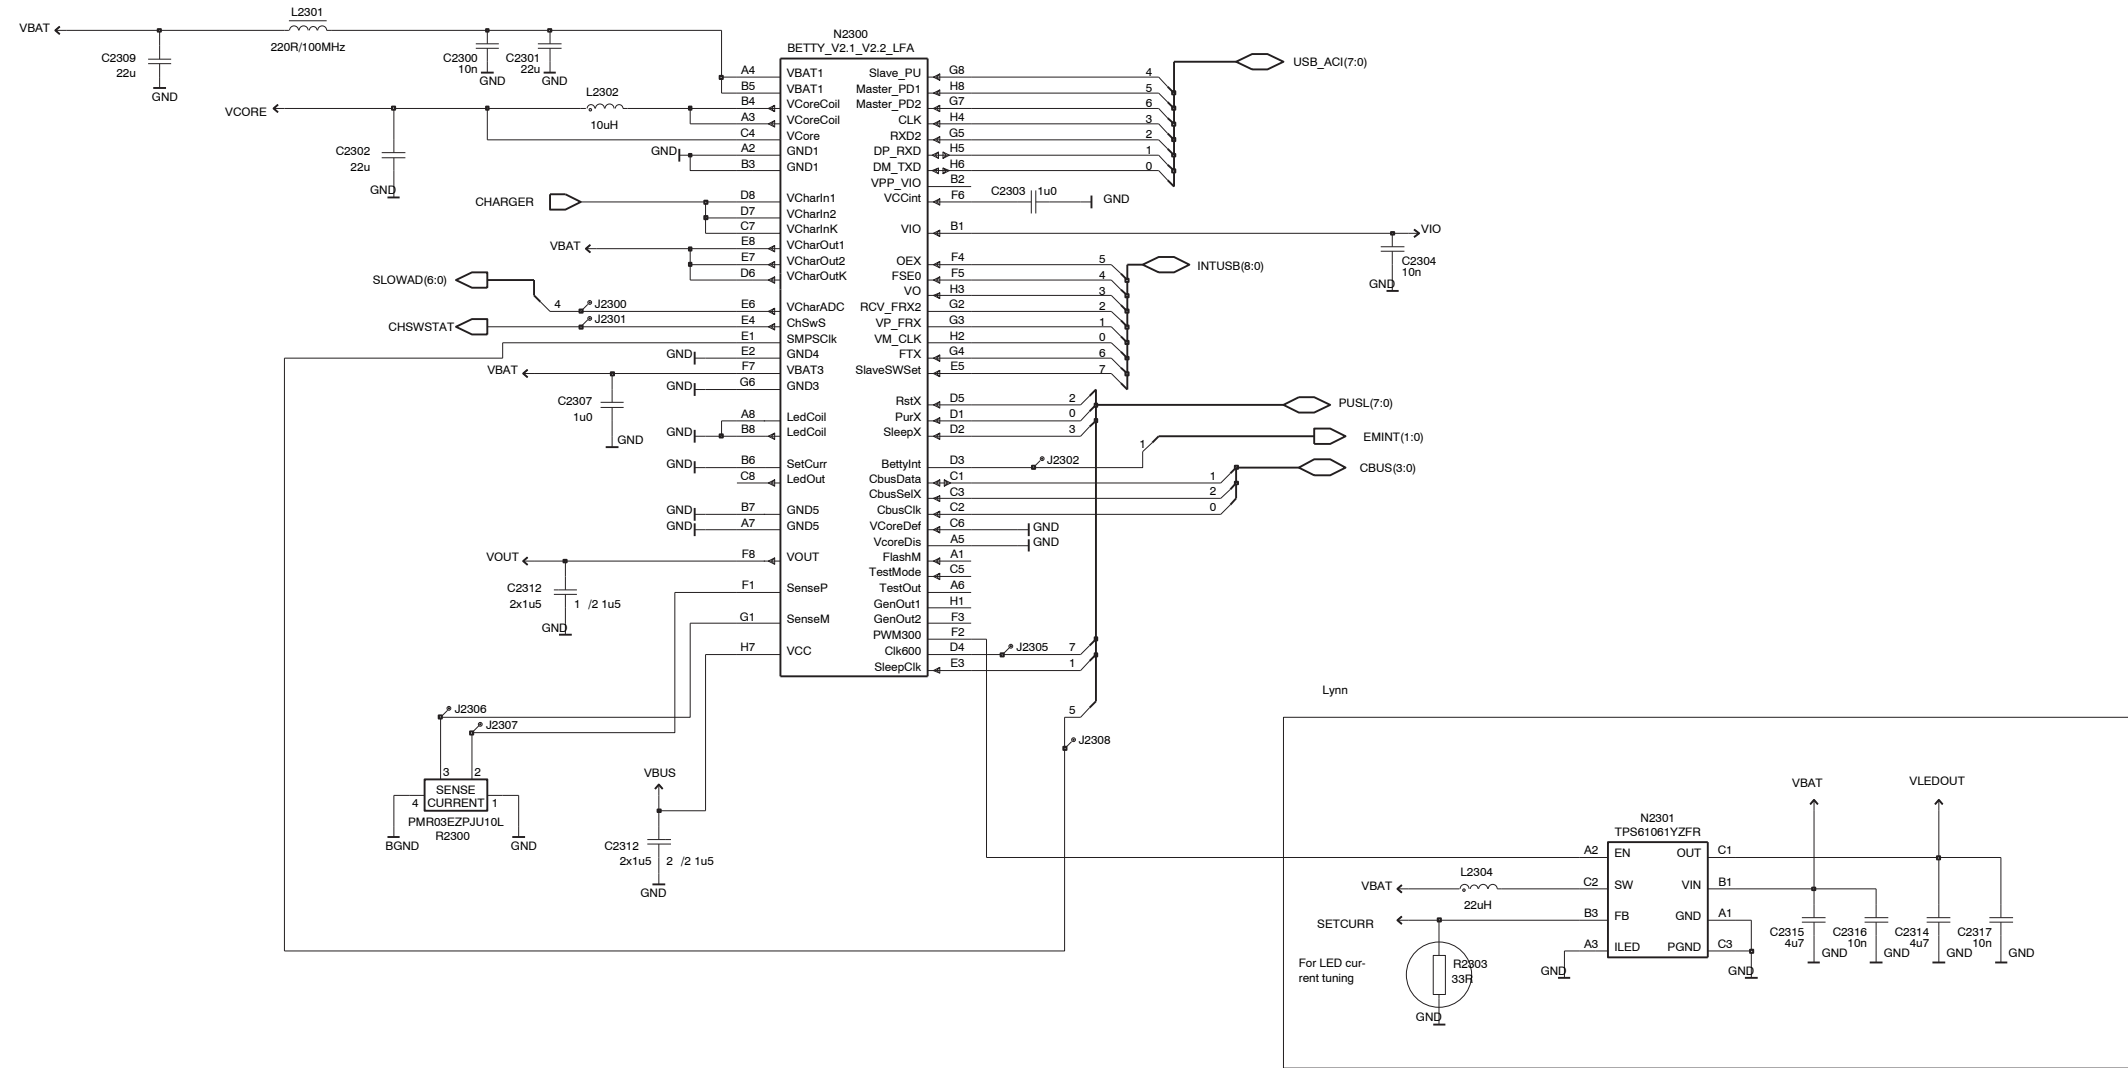 L2301
VBAT
220R/100MHz
C2309
22u
GND
C2300
10n
GND
C2301
22u
GND
N2300
BETTY_V2.1_V2.2_LFA
VCORE
L2302
10uH
C2302
22u
GND
GND
CHARGER
VBAT
SLOWAD(6:0)
4
J2300
CHSWSTAT
J2301
GND
VBAT
GND
C2307
1u0
GND
GND
GND
GND
GND
VOUT
C2312
2x1u5
1 /2 1u5
GND
A4 VBAT1
B5 VBAT1
B4 VCoreCoil
A3 VCoreCoil
C4 VCore
A2 GND1
B3 GND1
D8 VCharIn1
D7 VCharIn2
C7 VCharInK
E8 VCharOut1
E7 VCharOut2
D6 VCharOutK
E6 VCharADC
E4 ChSwS
E1 SMPSClk
E2 GND4
F7 VBAT3
G6 GND3
A8 LedCoil
B8 LedCoil
B6 SetCurr
C8 LedOut
B7 GND5
A7 GND5
F8 VOUT
F1 SenseP
G1 SenseM
H7 VCC
Slave_PU G8 4
Master_PD1 H8 5
Master_PD2 G7 6
CLK H4 3
RXD2 G5 2
DP_RXD H5 1
DM_TXD H6 0
VPP_VIO B2
VCCint F6
VIO B1
OEX F4 5
FSE0 F5 4
VO H3 3
RCV_FRX2 G2 2
VP_FRX G3 1
VM_CLK H2 0
FTX G4 6
SlaveSWSet E5 7
RstX D5 2
PurX D1 0
SleepX D2 3
BettyInt D3 J2302 1
CbusData C1 1
CbusSelX C3 2
CbusClk C2 0
VCoreDef C6 GND
VcoreDis A5 GND
FlashM A1
TestMode C5
TestOut A6
GenOut1 H1
GenOut2 F3
PWM300 F2
Clk600 D4 J2305 7
SleepClk E3 1
USB_ACI(7:0)
C2303 1u0 GND
VIO
C2304
10n
GND
INTUSB(8:0)
PUSL(7:0)
EMINT(1:0)
CBUS(3:0)
5
J2308
J2306
J2307
3 2
SENSE
CURRENT
4 1
PMR03EZPJU10L
R2300
BGND
GND
VBUS
C2312
2x1u5
2 /2 1u5
GND
Lynn
VBAT
VLEDOUT
N2301
TPS61061YZFR
A2 EN OUT C1
C2 SW VIN B1
B3 FB GND A1
A3 ILED PGND C3
L2304
VBAT
22uH
SETCURR
For LED cur-
rent tuning
R2303
33R
GND
GND
GND
C2315
4u7
GND
C2316
10n
GND
C2314
4u7
GND
C2317
10n
GND